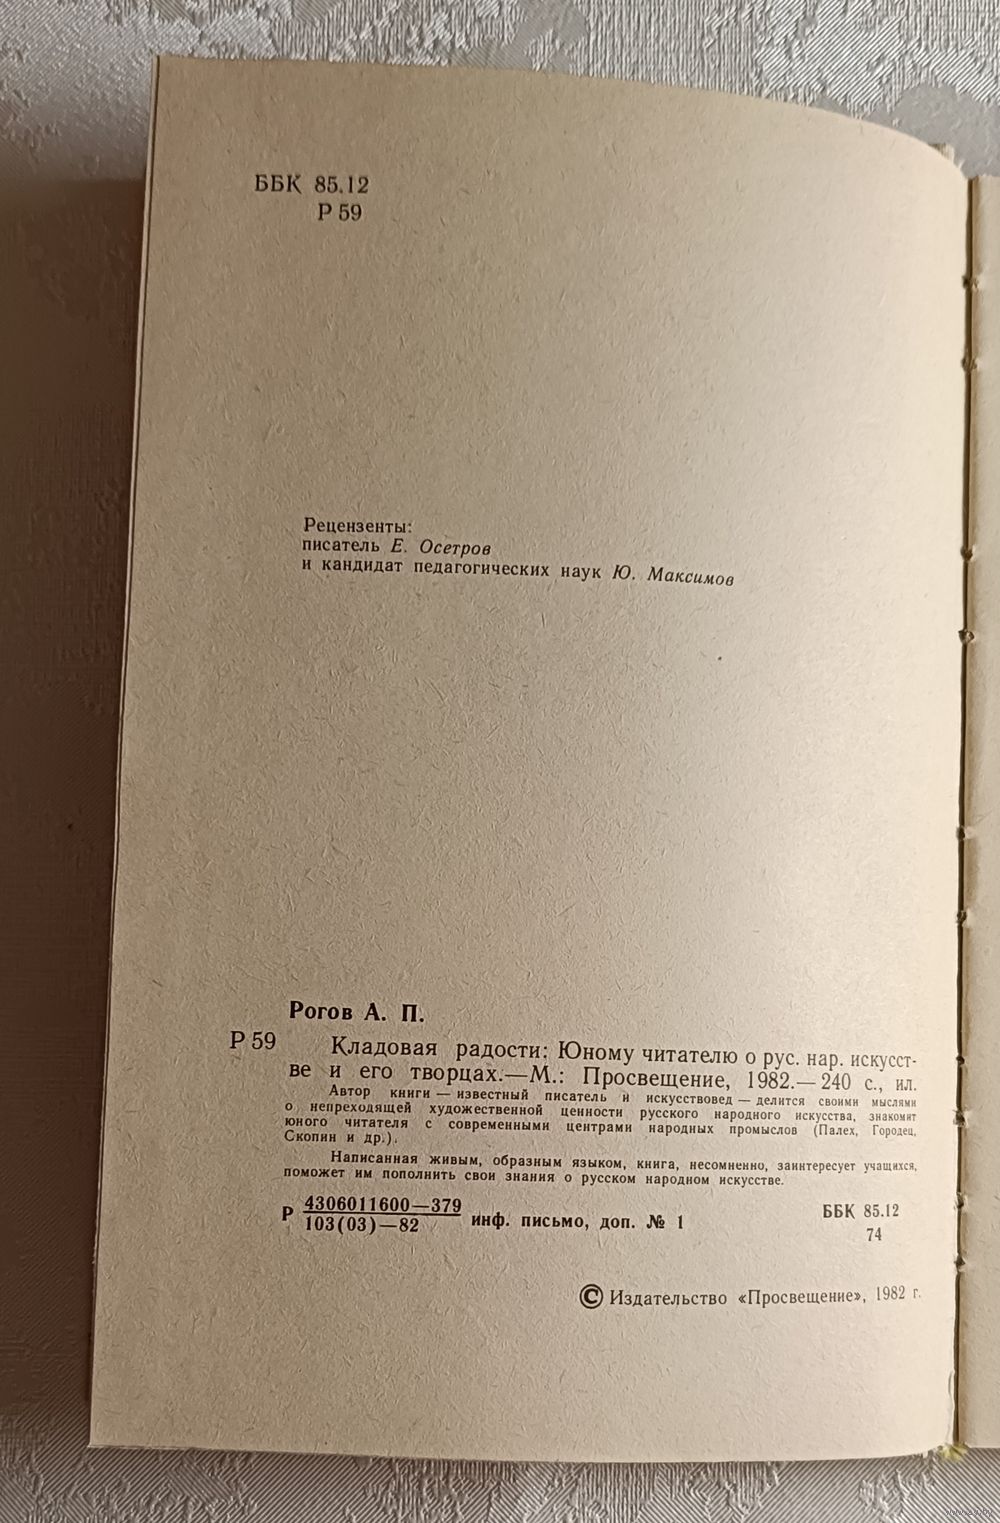 ББК 85.12
Р 59
Рецензенты:
писатель Е. Осетров
и кандидат педагогических наук Ю. Максимов
Рогов А. П.
Р 59
Кладовая радости: Юному читателю о рус. нар. искусст-
ве и его творцах.—М.: Просвещение, 1982.— 240 с., ил.
Автор книги — известный писатель и искусствовед — делится своими мыслями
о непреходящей художественной ценности русского народного искусства, знакомит
юного читателя с современными центрами народных промыслов (Палех, Городец,
Скопин и др.).
Написанная живым, образным языком, книга, несомненно, заинтересует учащихся,
поможет им пополнить свои знания о русском народном искусстве.
Р 4306011600—379
103(03)—82 инф. письмо, доп. № 1
ББК 85.12
74
© Издательство «Просвещение», 1982 г.